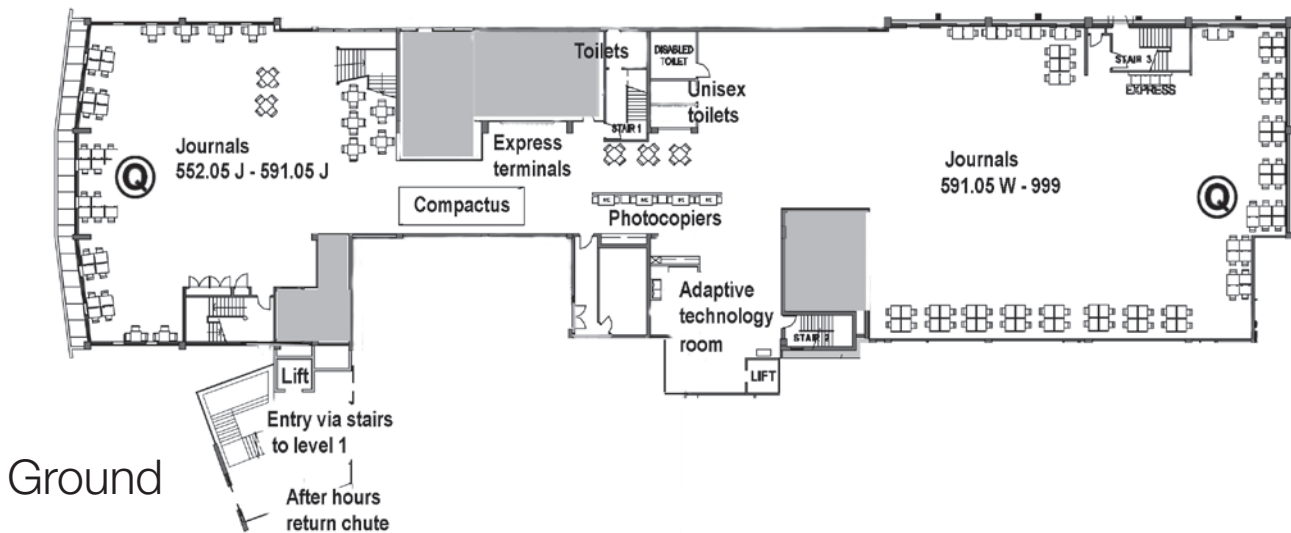 Toilets
DISABLED
TOILET
STAIR 3
EXPRESS
Unisex
toilets
STAIR 1
Express
terminals
Journals
552.05 J - 591.05 J
Q
Journals
591.05 W - 999
Q
Compactus
Photocopiers
Adaptive
technology
room
STAIR 2
Lift
LIFT
Entry via stairs
to level 1
Ground
After hours
return chute